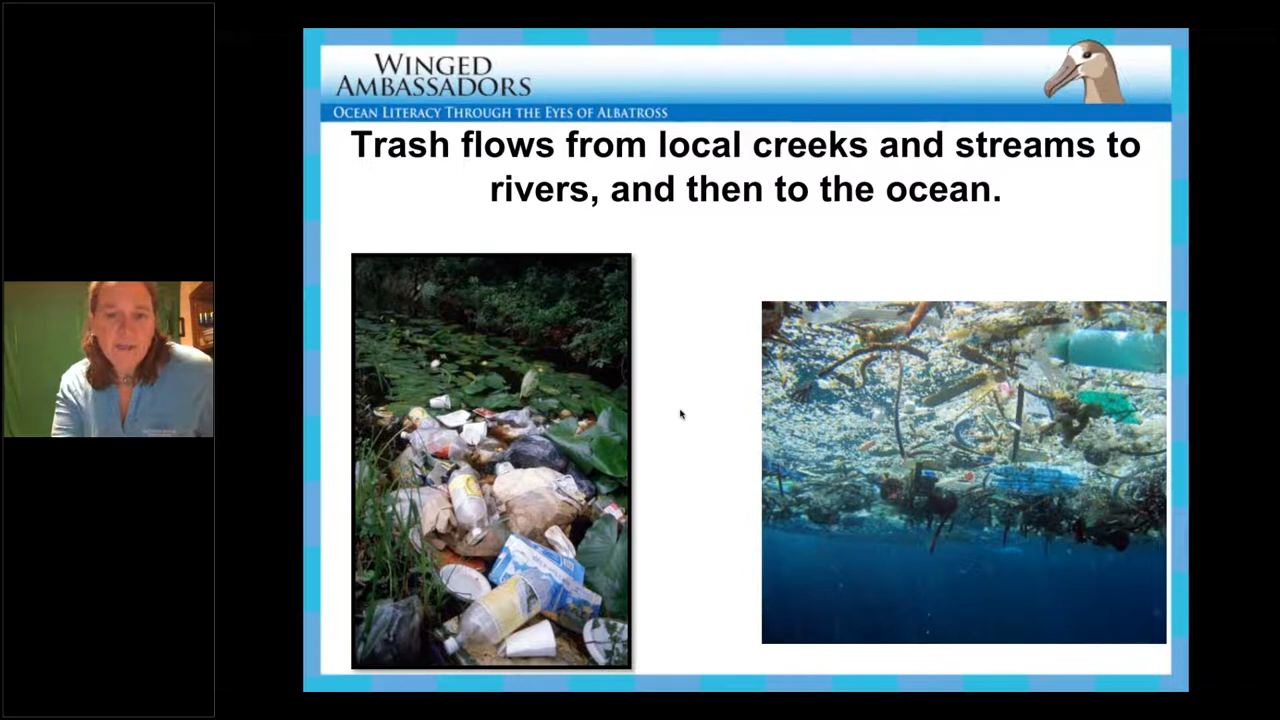 WINGED
AMBASSADORS
OCEAN LITERACY THROUGH THE EYES OF ALBATROSS
Trash flows from local creeks and streams to
rivers, and then to the ocean.